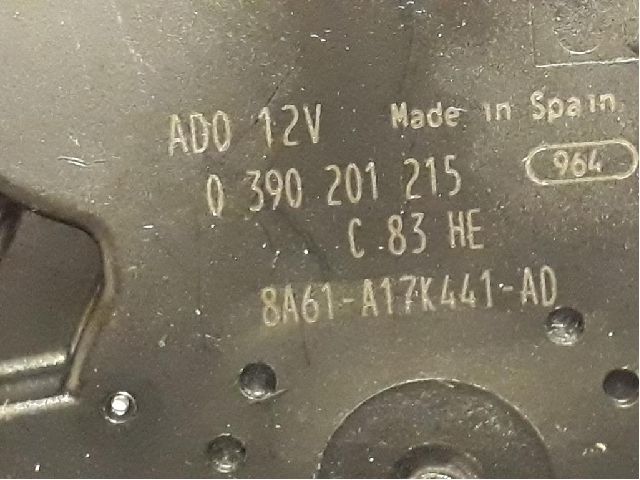 ADO 12V Made in Spain
0 390 201 215 964
C 83 HE
8A61-A17K441-AD